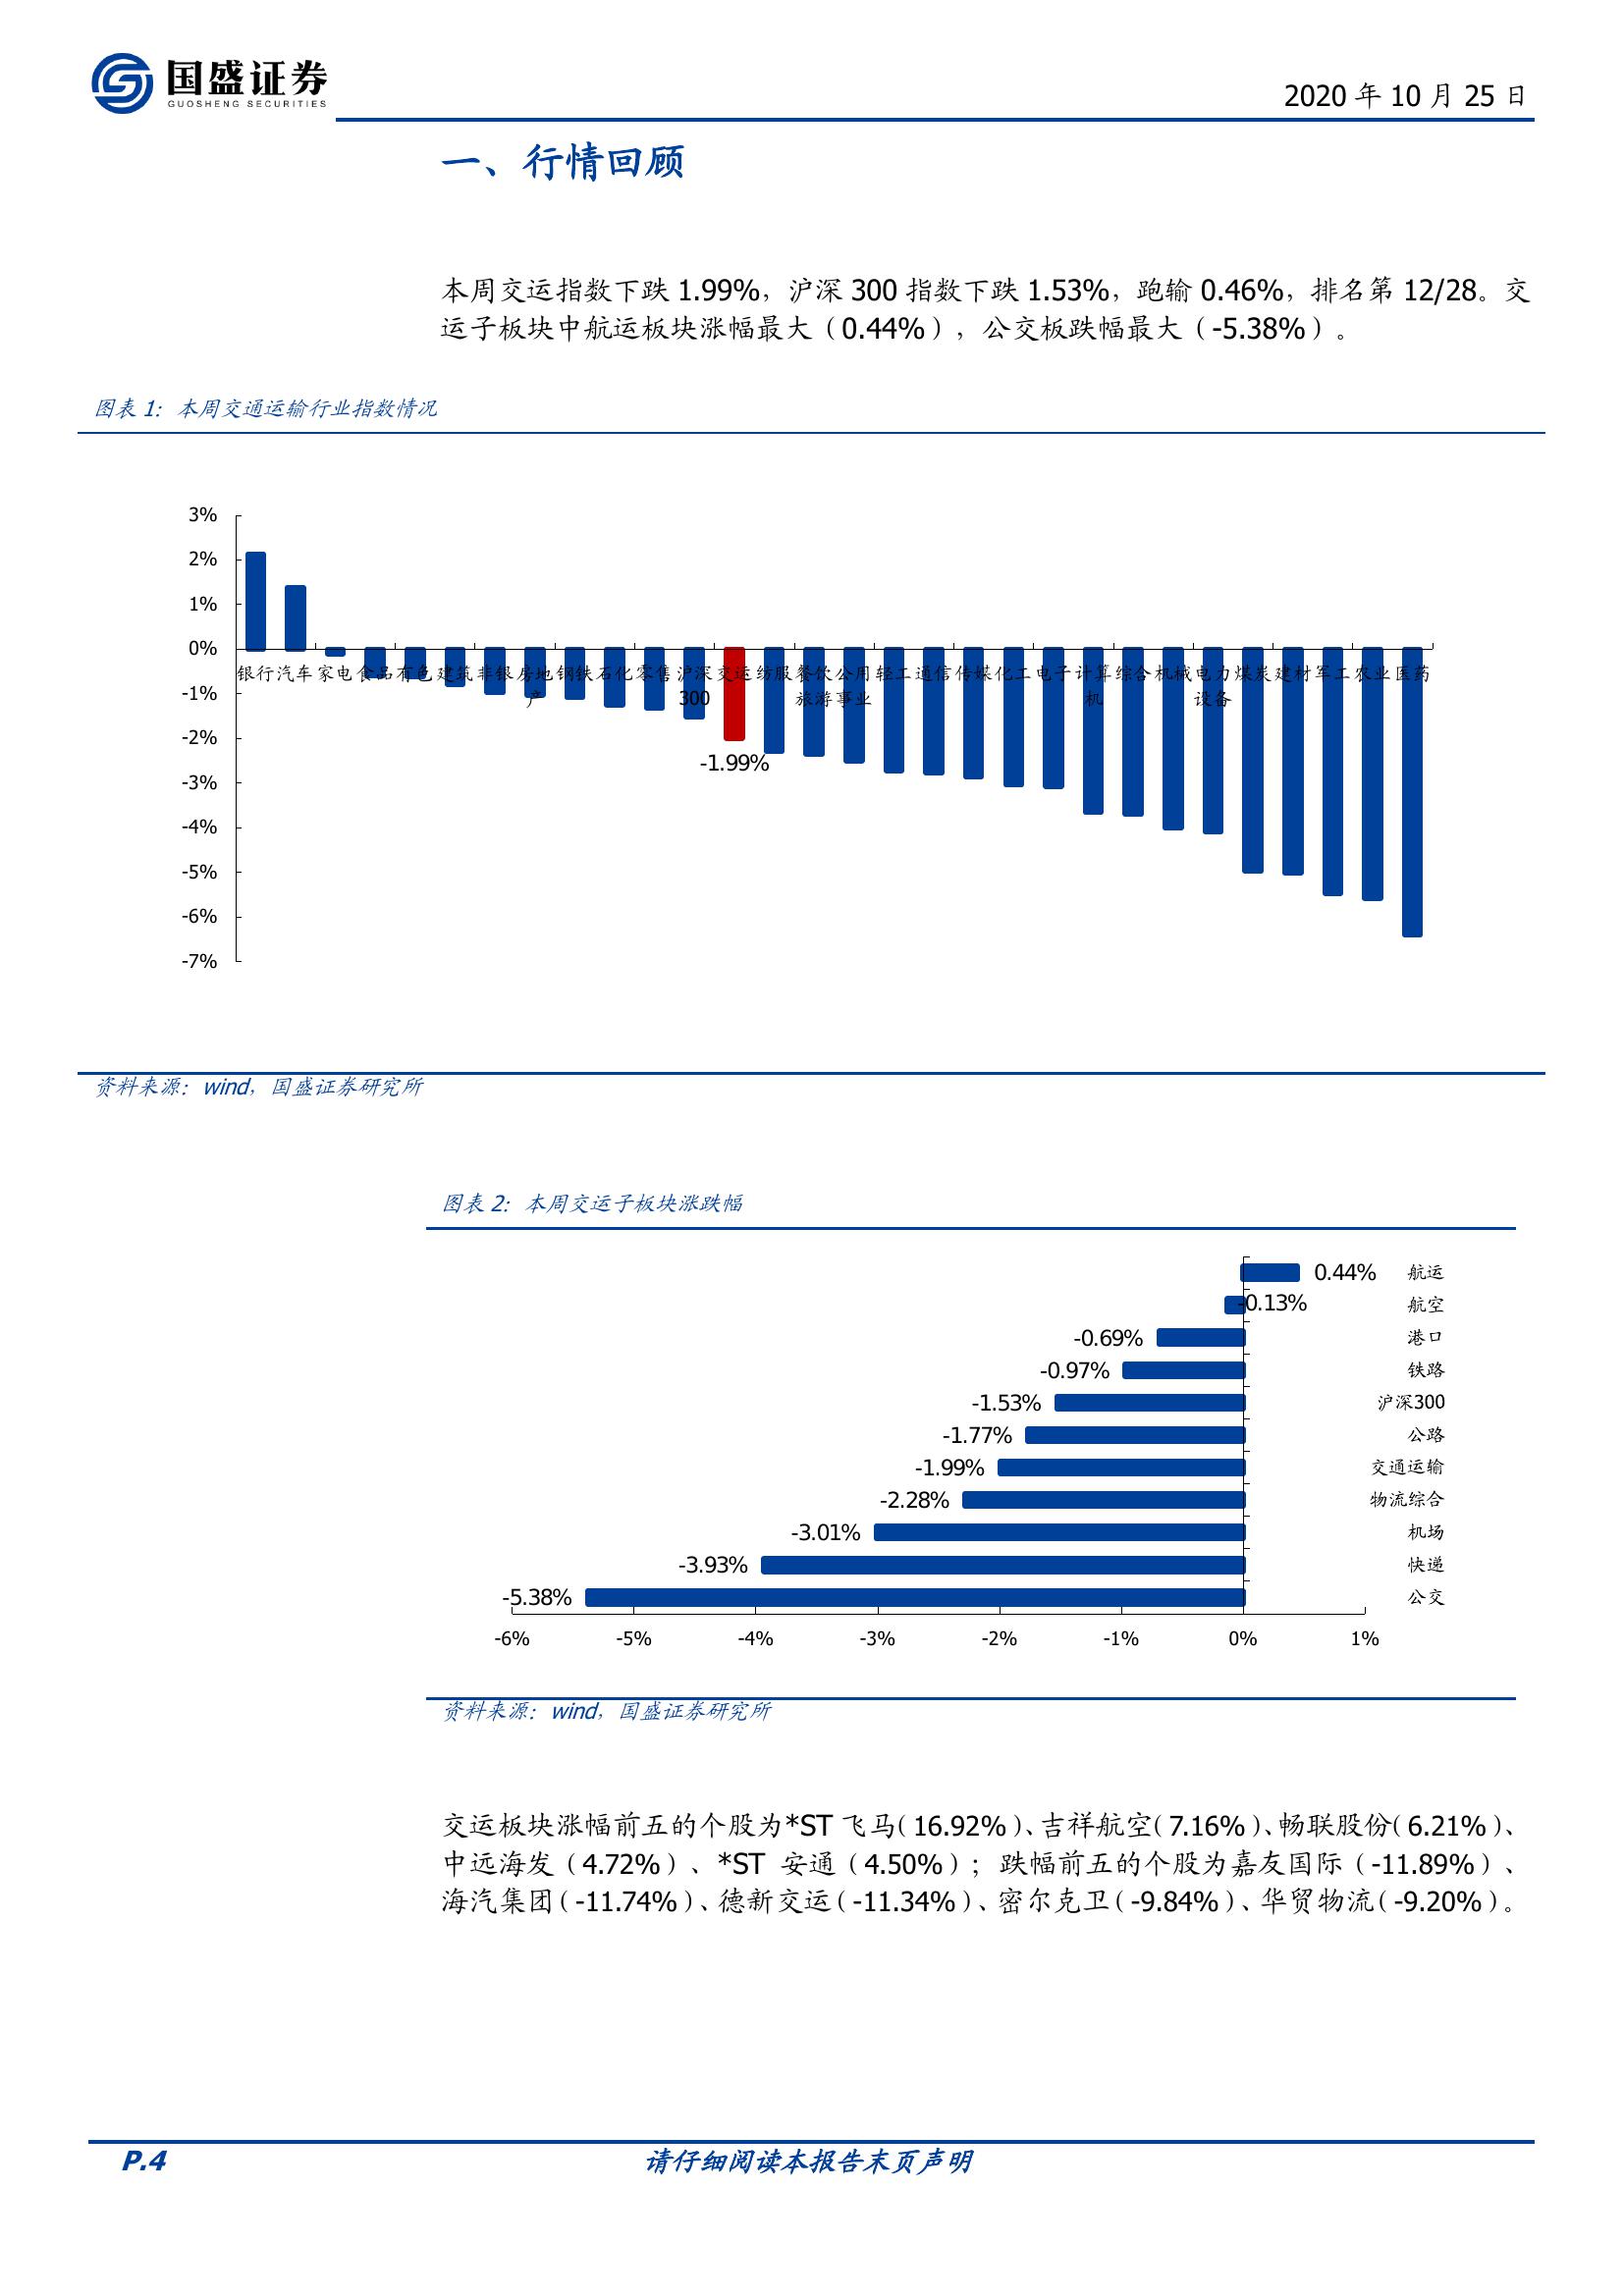 国盛证券
GUOSHENG SECURITIES
2020 年 10 月 25 日
一、行情回顾
本周交运指数下跌 1.99%，沪深 300 指数下跌 1.53%，跑输 0.46%，排名第 12/28。交
运子板块中航运板块涨幅最大（0.44%），公交板跌幅最大（-5.38%）。
图表 1：本周交通运输行业指数情况
3%
2%
1%
0%
-1%
-2%
-3%
-4%
-5%
-6%
-7%
银行 汽车 家电 食品 有色 建筑 非银 房地产 钢铁 石化 零售 沪深300 交运 纺服 餐饮旅游 公用事业 轻工 通信 传媒 化工 电子 计算机 综合 机械 电力设备 煤炭 建材 军工 农业 医药
-1.99%
资料来源：wind，国盛证券研究所
图表 2：本周交运子板块涨跌幅
0.44% 航运
-0.13% 航空
-0.69% 港口
-0.97% 铁路
-1.53% 沪深300
-1.77% 公路
-1.99% 交通运输
-2.28% 物流综合
-3.01% 机场
-3.93% 快递
-5.38% 公交
-6% -5% -4% -3% -2% -1% 0% 1%
资料来源：wind，国盛证券研究所
交运板块涨幅前五的个股为*ST 飞马（16.92%）、吉祥航空（7.16%）、畅联股份（6.21%）、
中远海发（4.72%）、*ST 安通（4.50%）；跌幅前五的个股为嘉友国际（-11.89%）、
海汽集团（-11.74%）、德新交运（-11.34%）、密尔克卫（-9.84%）、华贸物流（-9.20%）。
P.4 请仔细阅读本报告末页声明